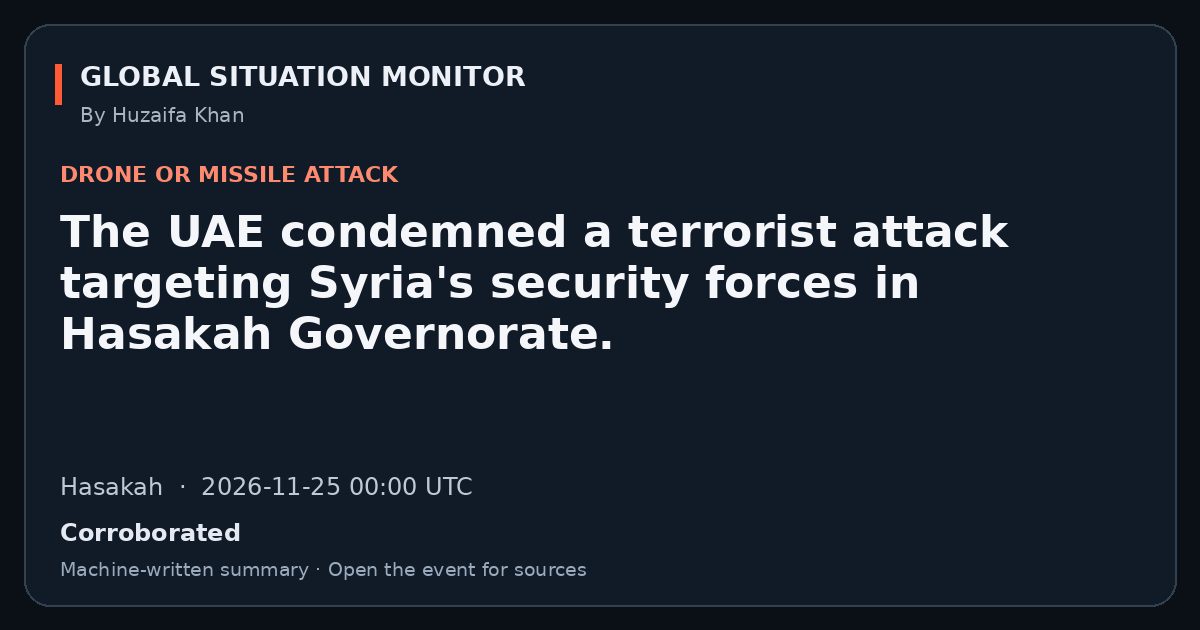 GLOBAL SITUATION MONITOR
By Huzaifa Khan
DRONE OR MISSILE ATTACK
The UAE condemned a terrorist attack
targeting Syria's security forces in
Hasakah Governorate.
Hasakah · 2026-11-25 00:00 UTC
Corroborated
Machine-written summary · Open the event for sources